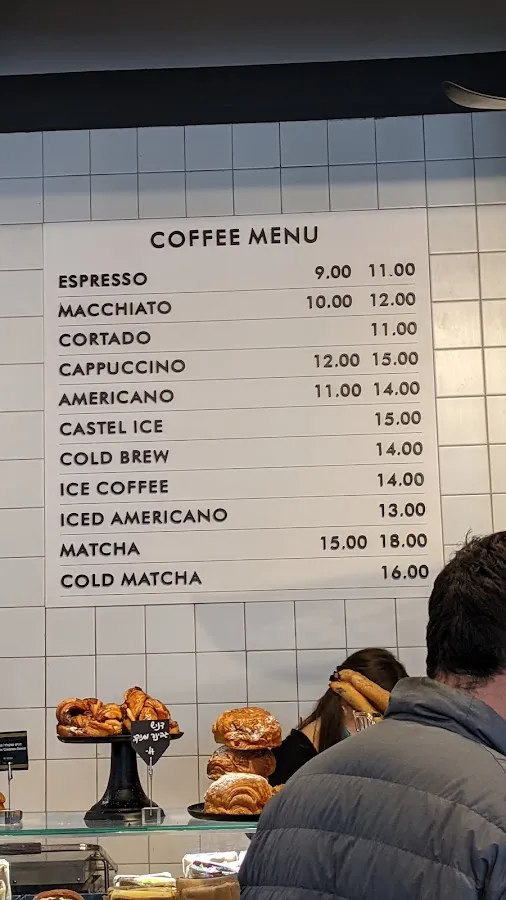 COFFEE MENU
ESPRESSO 9.00 11.00
MACCHIATO 10.00 12.00
CORTADO 11.00
CAPPUCCINO 12.00 15.00
AMERICANO 11.00 14.00
CASTEL ICE 15.00
COLD BREW 14.00
ICE COFFEE 14.00
ICED AMERICANO 13.00
MATCHA 15.00 18.00
COLD MATCHA 16.00